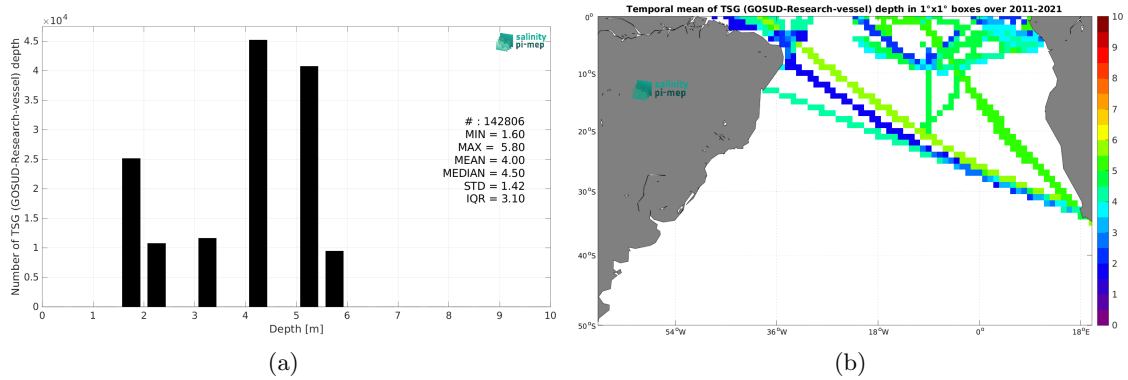 ×10⁴
4.5
4
3.5
3
2.5
2
1.5
1
0.5
0
Number of TSG (GOSUD-Research-vessel) depth
0 1 2 3 4 5 6 7 8 9 10
Depth [m]
salinity
pi-mep
# : 142806
MIN = 1.60
MAX = 5.80
MEAN = 4.00
MEDIAN = 4.50
STD = 1.42
IQR = 3.10
(a)
Temporal mean of TSG (GOSUD-Research-vessel) depth in 1°x1° boxes over 2011-2021
0°
10°S
20°S
30°S
40°S
50°S
54°W 36°W 18°W 0° 18°E
salinity
pi-mep
10
9
8
7
6
5
4
3
2
1
0
(b)